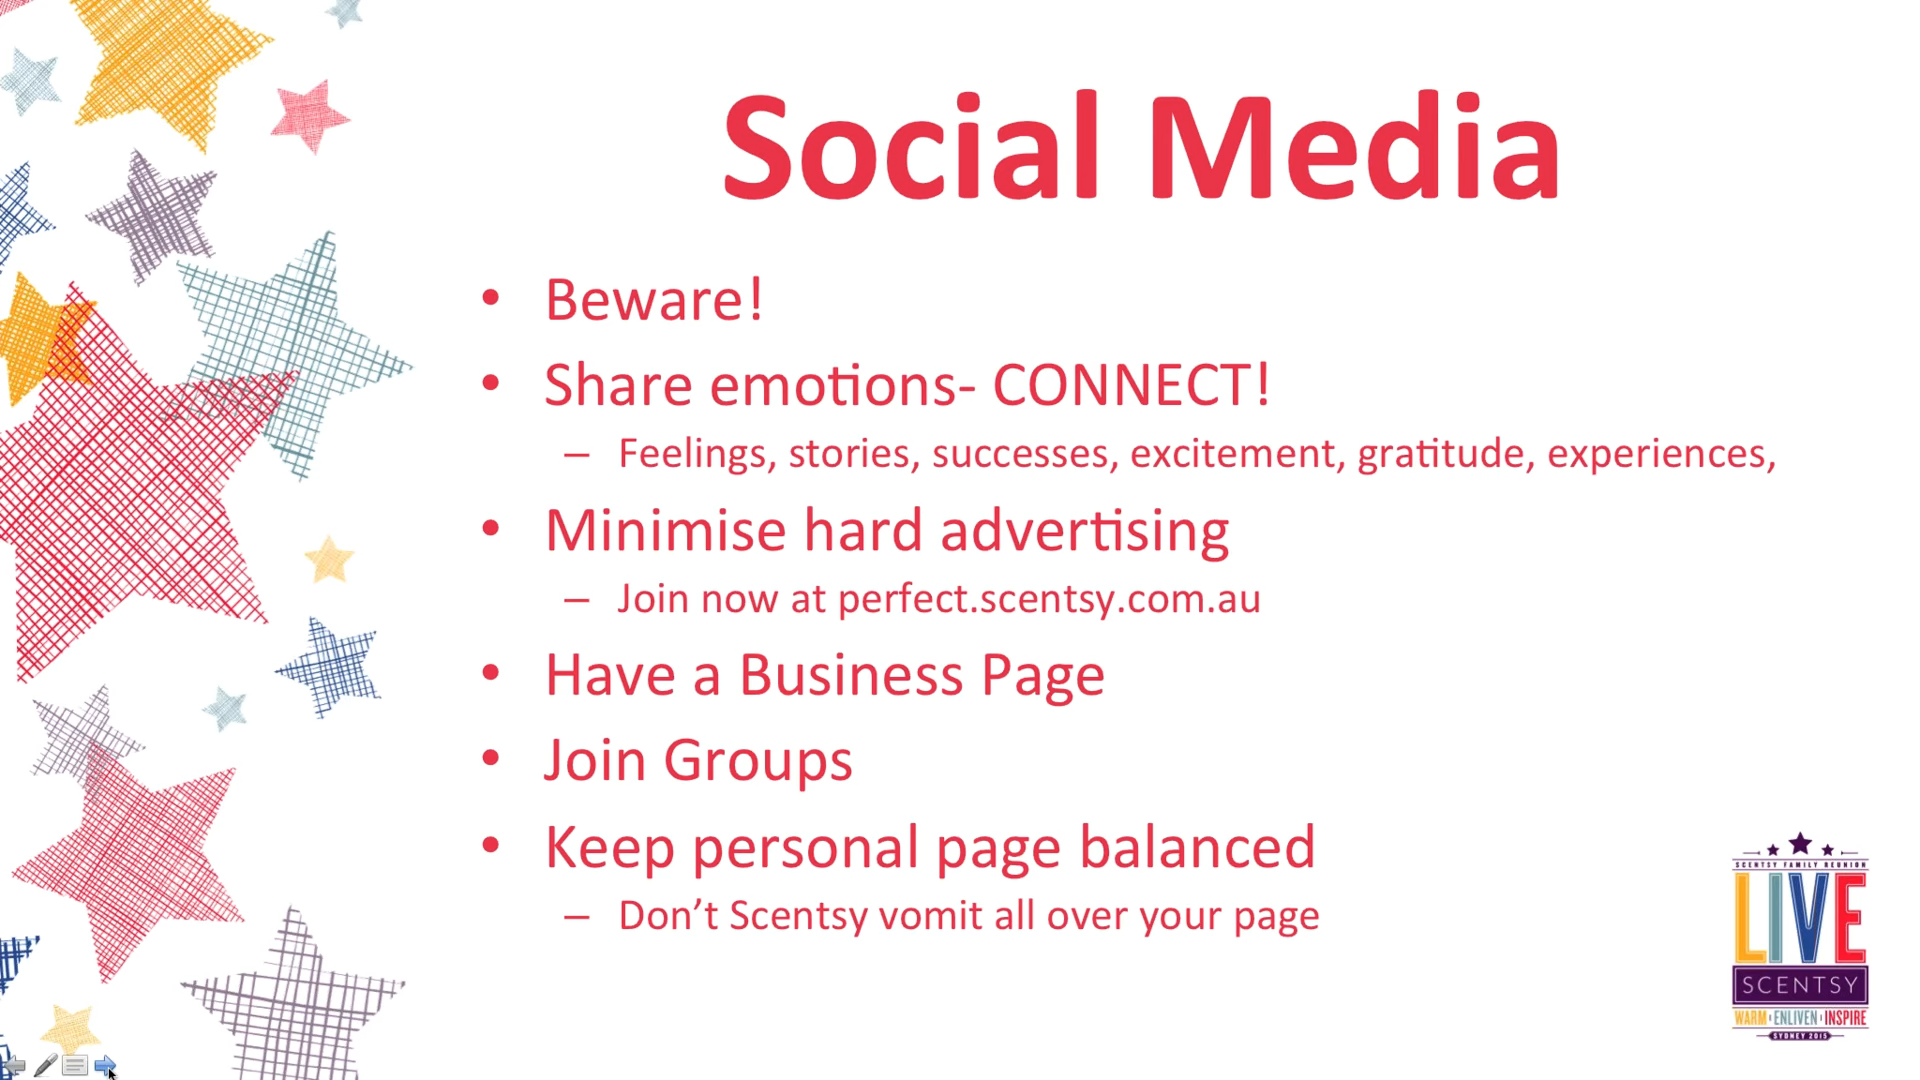 Social Media
• Beware!
• Share emotions- CONNECT!
– Feelings, stories, successes, excitement, gratitude, experiences,
• Minimise hard advertising
– Join now at perfect.scentsy.com.au
• Have a Business Page
• Join Groups
• Keep personal page balanced
– Don’t Scentsy vomit all over your page
SCENTSY FAMILY REUNION
LIVE
SCENTSY
WARM • ENLIVEN • INSPIRE
SYDNEY 2015